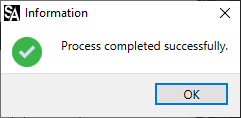 SA Information
Process completed successfully.
OK